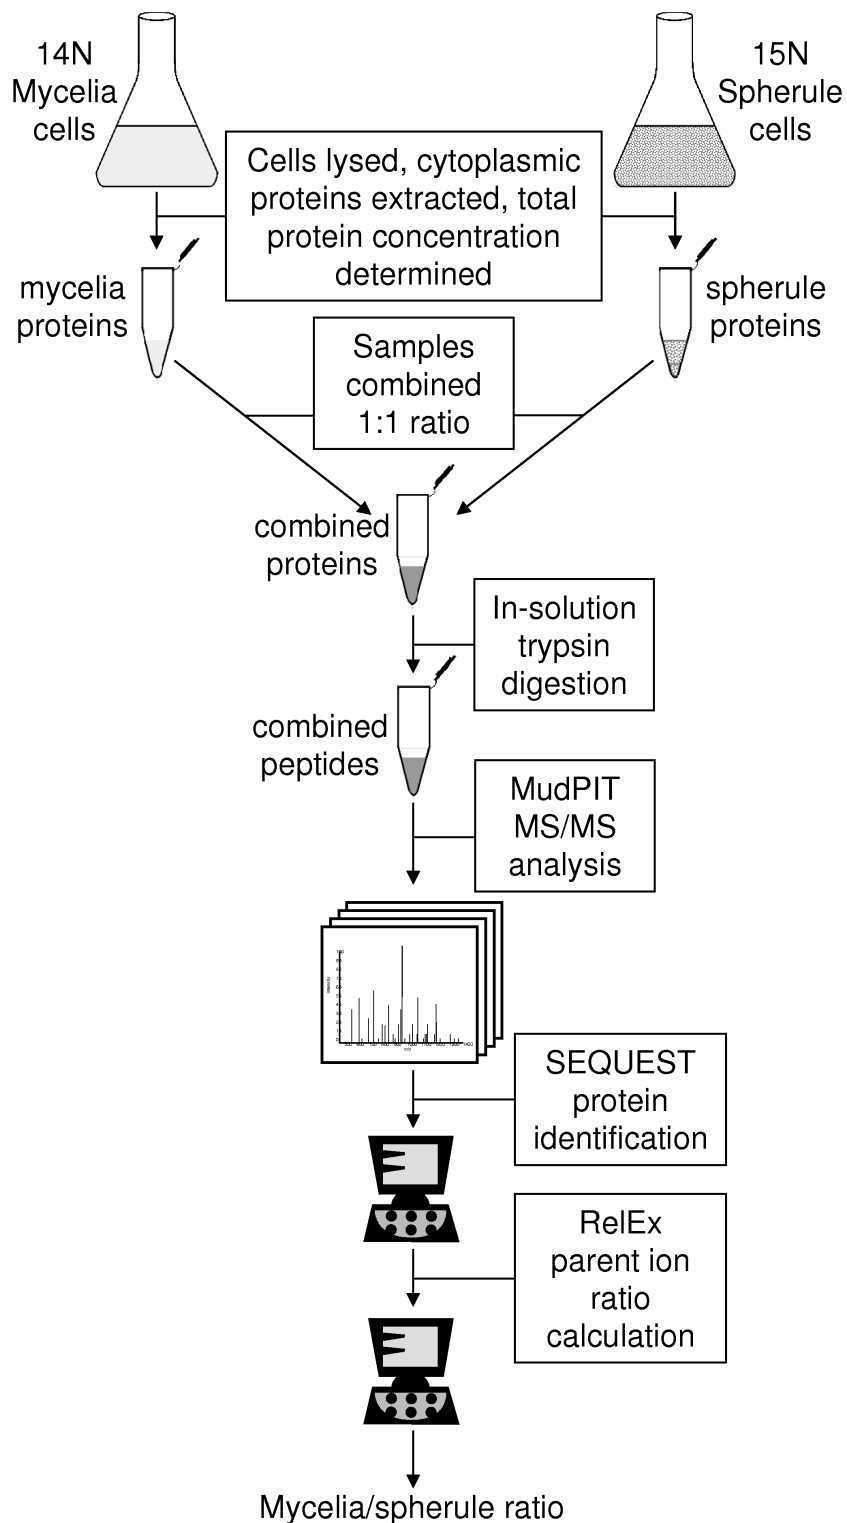 14N
Mycelia
cells
15N
Spherule
cells
Cells lysed, cytoplasmic
proteins extracted, total
protein concentration
determined
mycelia
proteins
spherule
proteins
Samples
combined
1:1 ratio
combined
proteins
In-solution
trypsin
digestion
combined
peptides
MudPIT
MS/MS
analysis
SEQUEST
protein
identification
RelEx
parent ion
ratio
calculation
Mycelia/spherule ratio